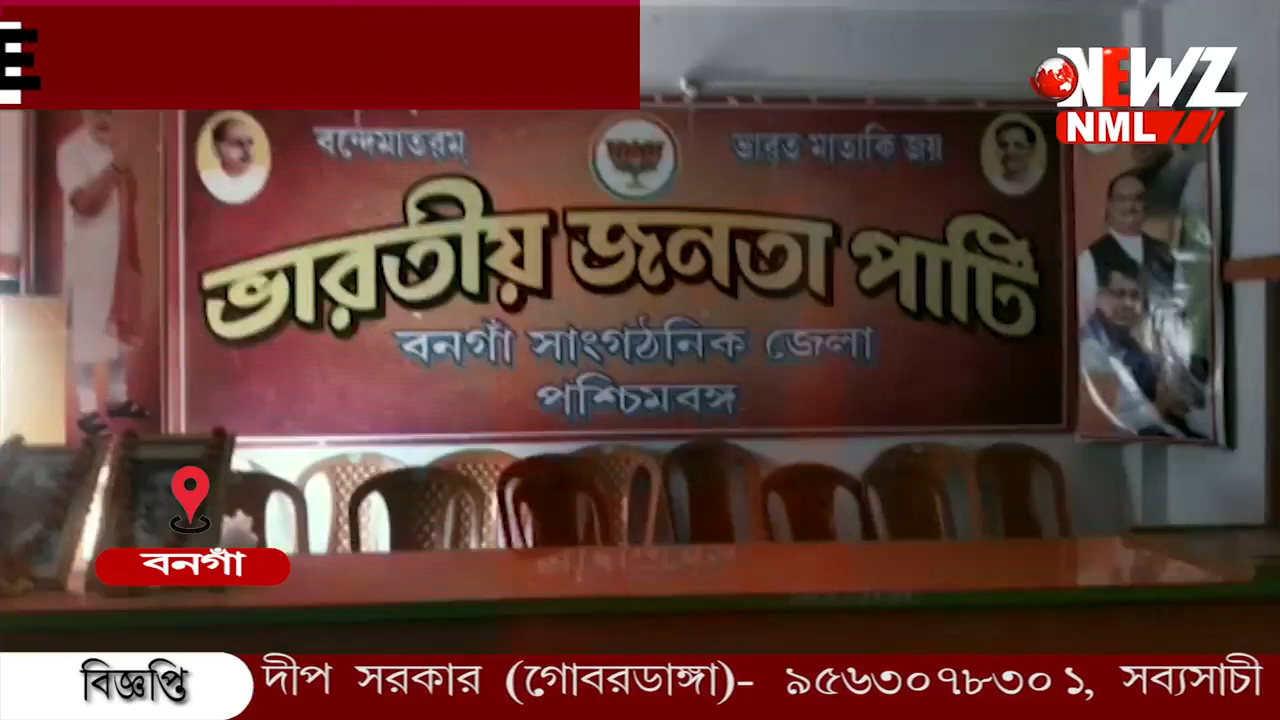 E
NEWZ
NML
বন্দেমাতরম্
ভারত মাতাকি জয়
ভারতীয় জনতা পার্টি
বনগাঁ সাংগঠনিক জেলা
পশ্চিমবঙ্গ
বনগাঁ
বিজ্ঞপ্তি
দীপ সরকার (গোবরডাঙ্গা)- ৯৫৬৩০৭৮৩০১, সব্যসাচী